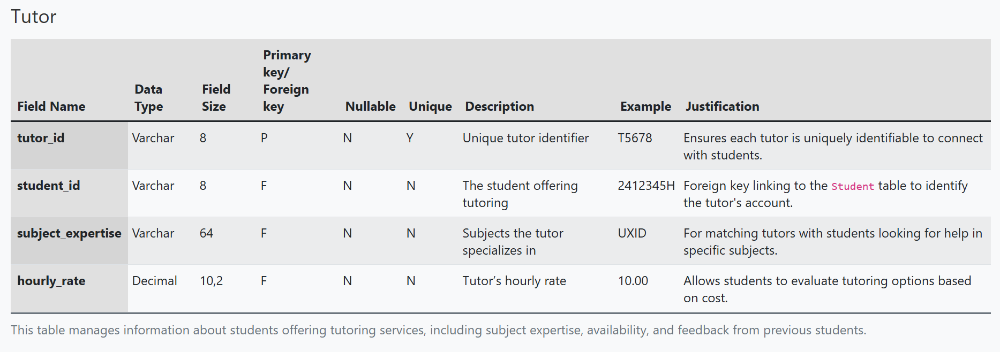 Tutor
Field Name Data Type Field Size Primary key/ Foreign key Nullable Unique Description Example Justification
tutor_id Varchar 8 P N Y Unique tutor identifier T5678 Ensures each tutor is uniquely identifiable to connect with students.
student_id Varchar 8 F N N The student offering tutoring 2412345H Foreign key linking to the Student table to identify the tutor's account.
subject_expertise Varchar 64 F N N Subjects the tutor specializes in UXID For matching tutors with students looking for help in specific subjects.
hourly_rate Decimal 10,2 F N N Tutor’s hourly rate 10.00 Allows students to evaluate tutoring options based on cost.
This table manages information about students offering tutoring services, including subject expertise, availability, and feedback from previous students.